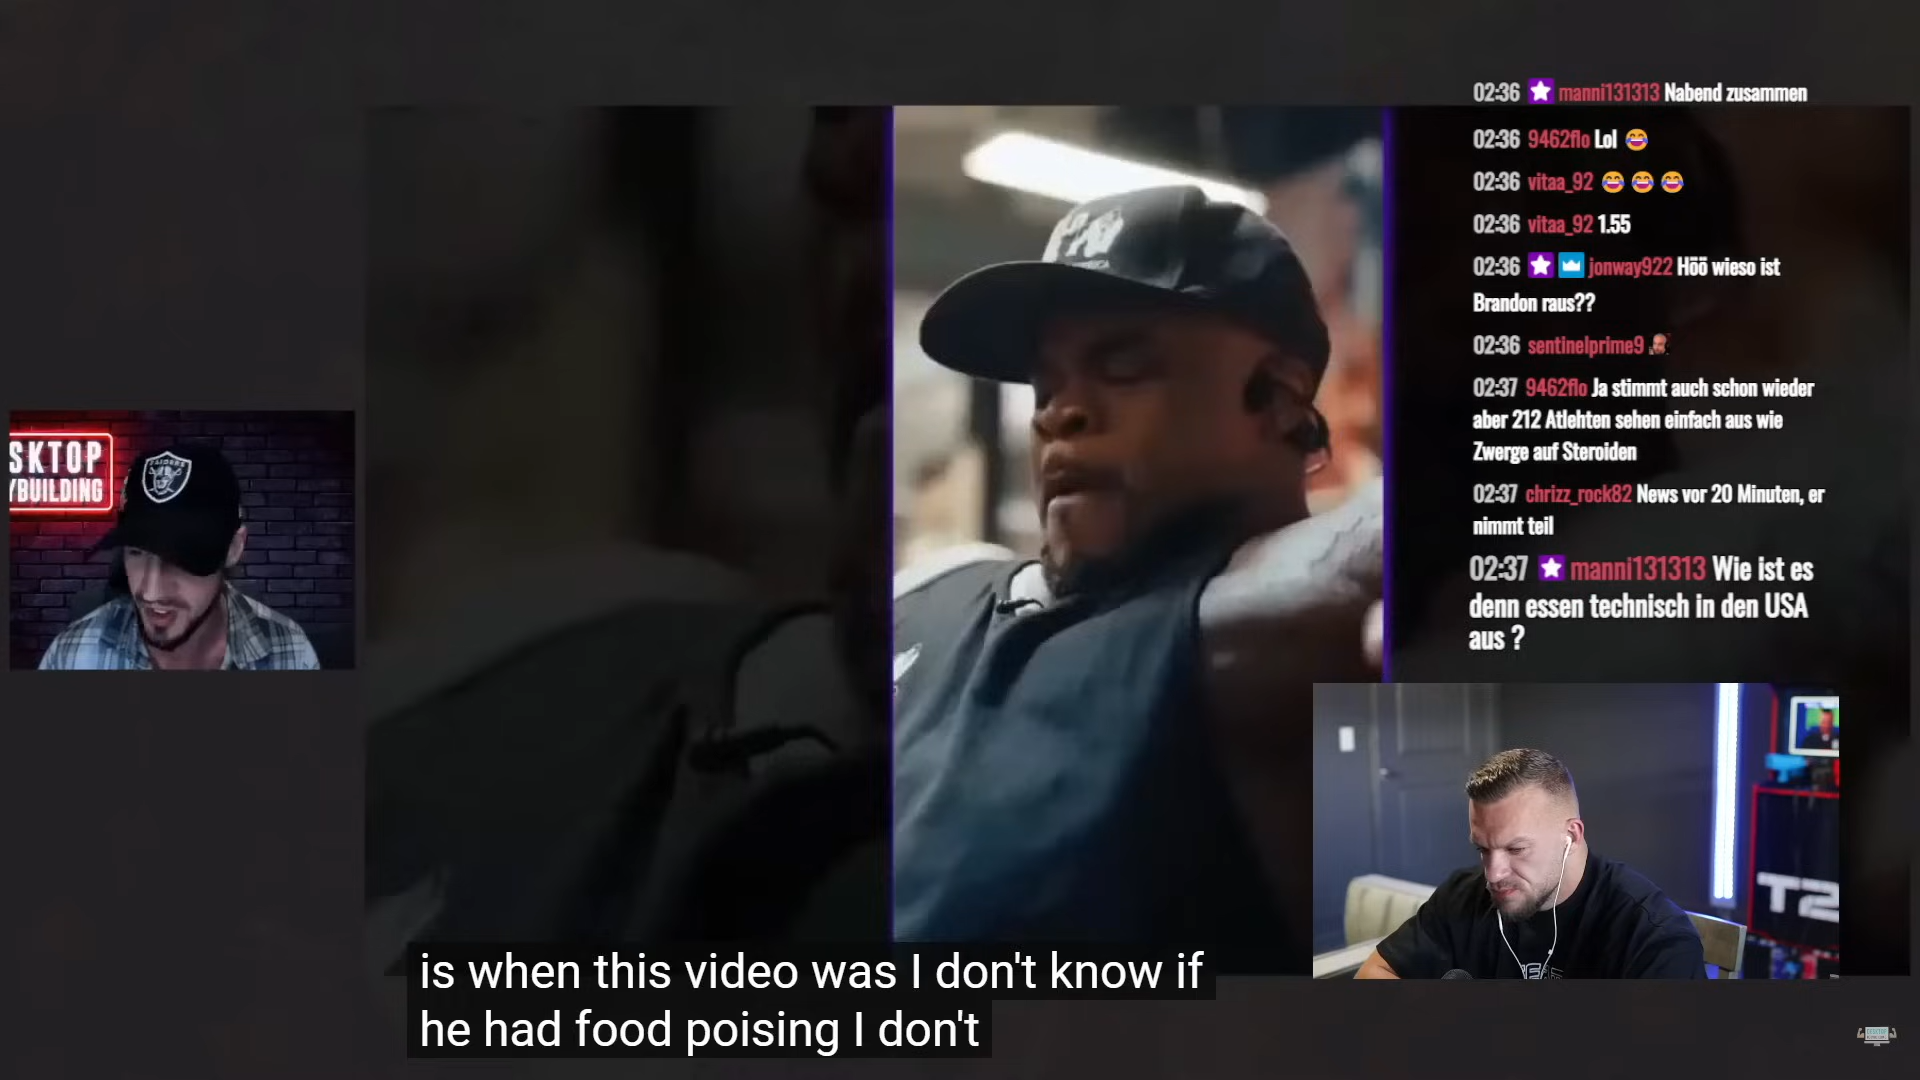 02:36 manni131313 Nabend zusammen
02:36 9462flo Lol 😂
02:36 vitaa_92 😂 😂 😂
02:36 vitaa_92 1.55
02:36 jonway922 Höö wieso ist
Brandon raus??
02:36 sentinelprime9
02:37 9462flo Ja stimmt auch schon wieder
aber 212 Atlehten sehen einfach aus wie
Zwerge auf Steroiden
02:37 chrizz_rock82 News vor 20 Minuten, er
nimmt teil
02:37 manni131313 Wie ist es
denn essen technisch in den USA
aus ?
SKTOP
YBUILDING
RAIDERS
T2
is when this video was I don't know if
he had food poising I don't